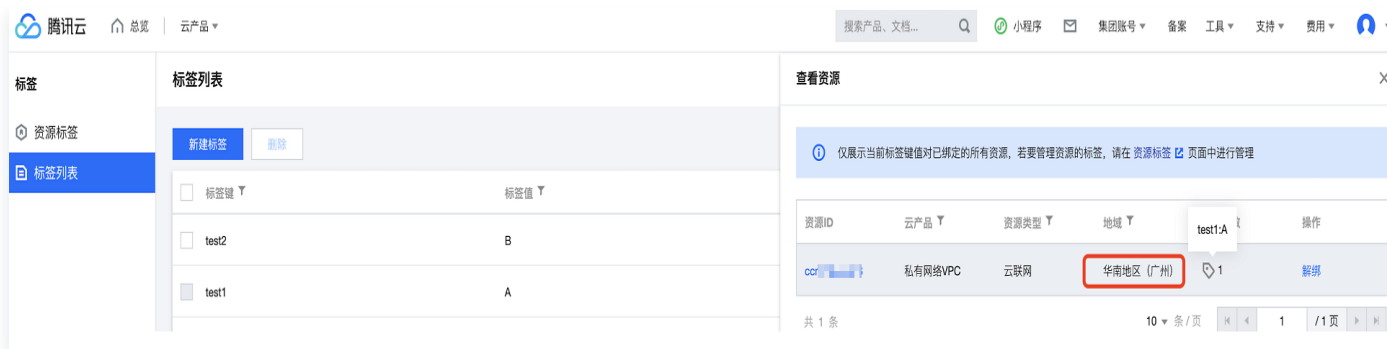 腾讯云 总览 云产品 搜索产品、文档... 小程序 集团账号 备案 工具 支持 费用
标签
资源标签
标签列表
标签列表
新建标签 删除
标签键 标签值
test2 B
test1 A
查看资源
仅展示当前标签键值对已绑定的所有资源，若要管理资源的标签，请在 资源标签 页面中进行管理
资源ID 云产品 资源类型 地域 操作
test1:A
私有网络VPC 云联网 华南地区（广州） 1 解绑
共 1 条 10 条/页 1 /1页